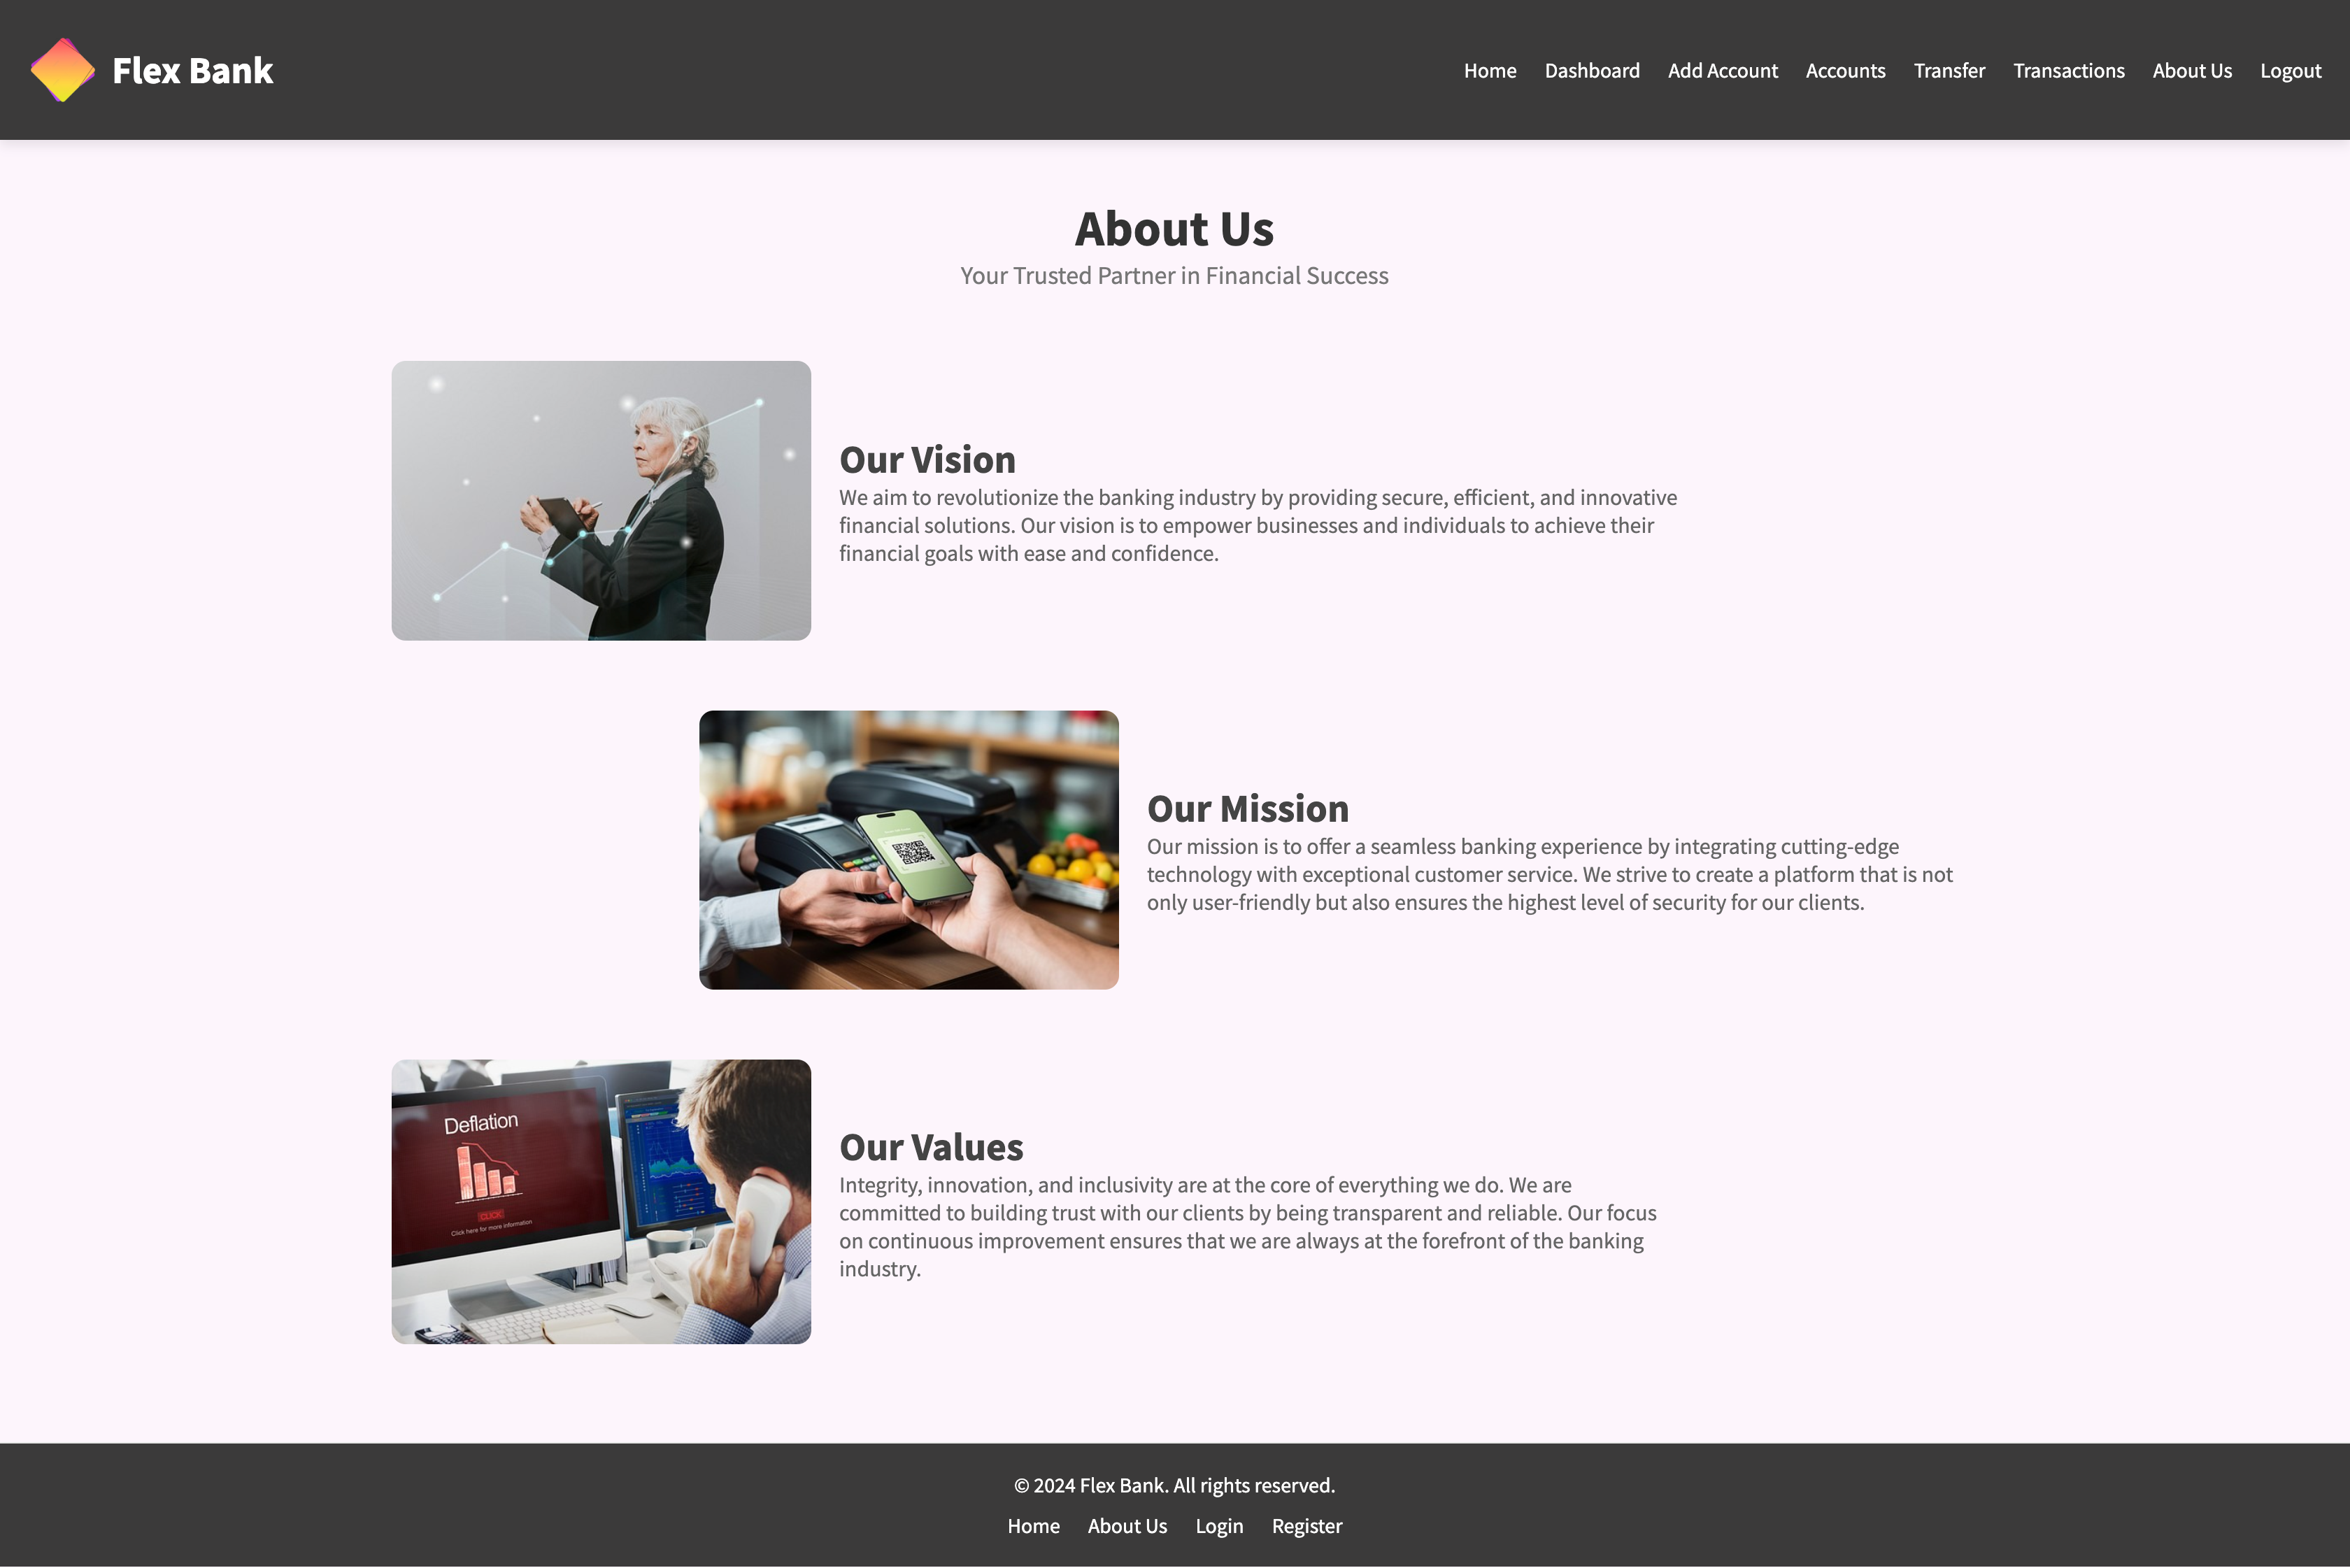 Flex Bank
Home Dashboard Add Account Accounts Transfer Transactions About Us Logout
About Us
Your Trusted Partner in Financial Success
Our Vision
We aim to revolutionize the banking industry by providing secure, efficient, and innovative
financial solutions. Our vision is to empower businesses and individuals to achieve their
financial goals with ease and confidence.
Our Mission
Our mission is to offer a seamless banking experience by integrating cutting-edge
technology with exceptional customer service. We strive to create a platform that is not
only user-friendly but also ensures the highest level of security for our clients.
Deflation
CLICK
Click here for more information
Our Values
Integrity, innovation, and inclusivity are at the core of everything we do. We are
committed to building trust with our clients by being transparent and reliable. Our focus
on continuous improvement ensures that we are always at the forefront of the banking
industry.
© 2024 Flex Bank. All rights reserved.
Home About Us Login Register